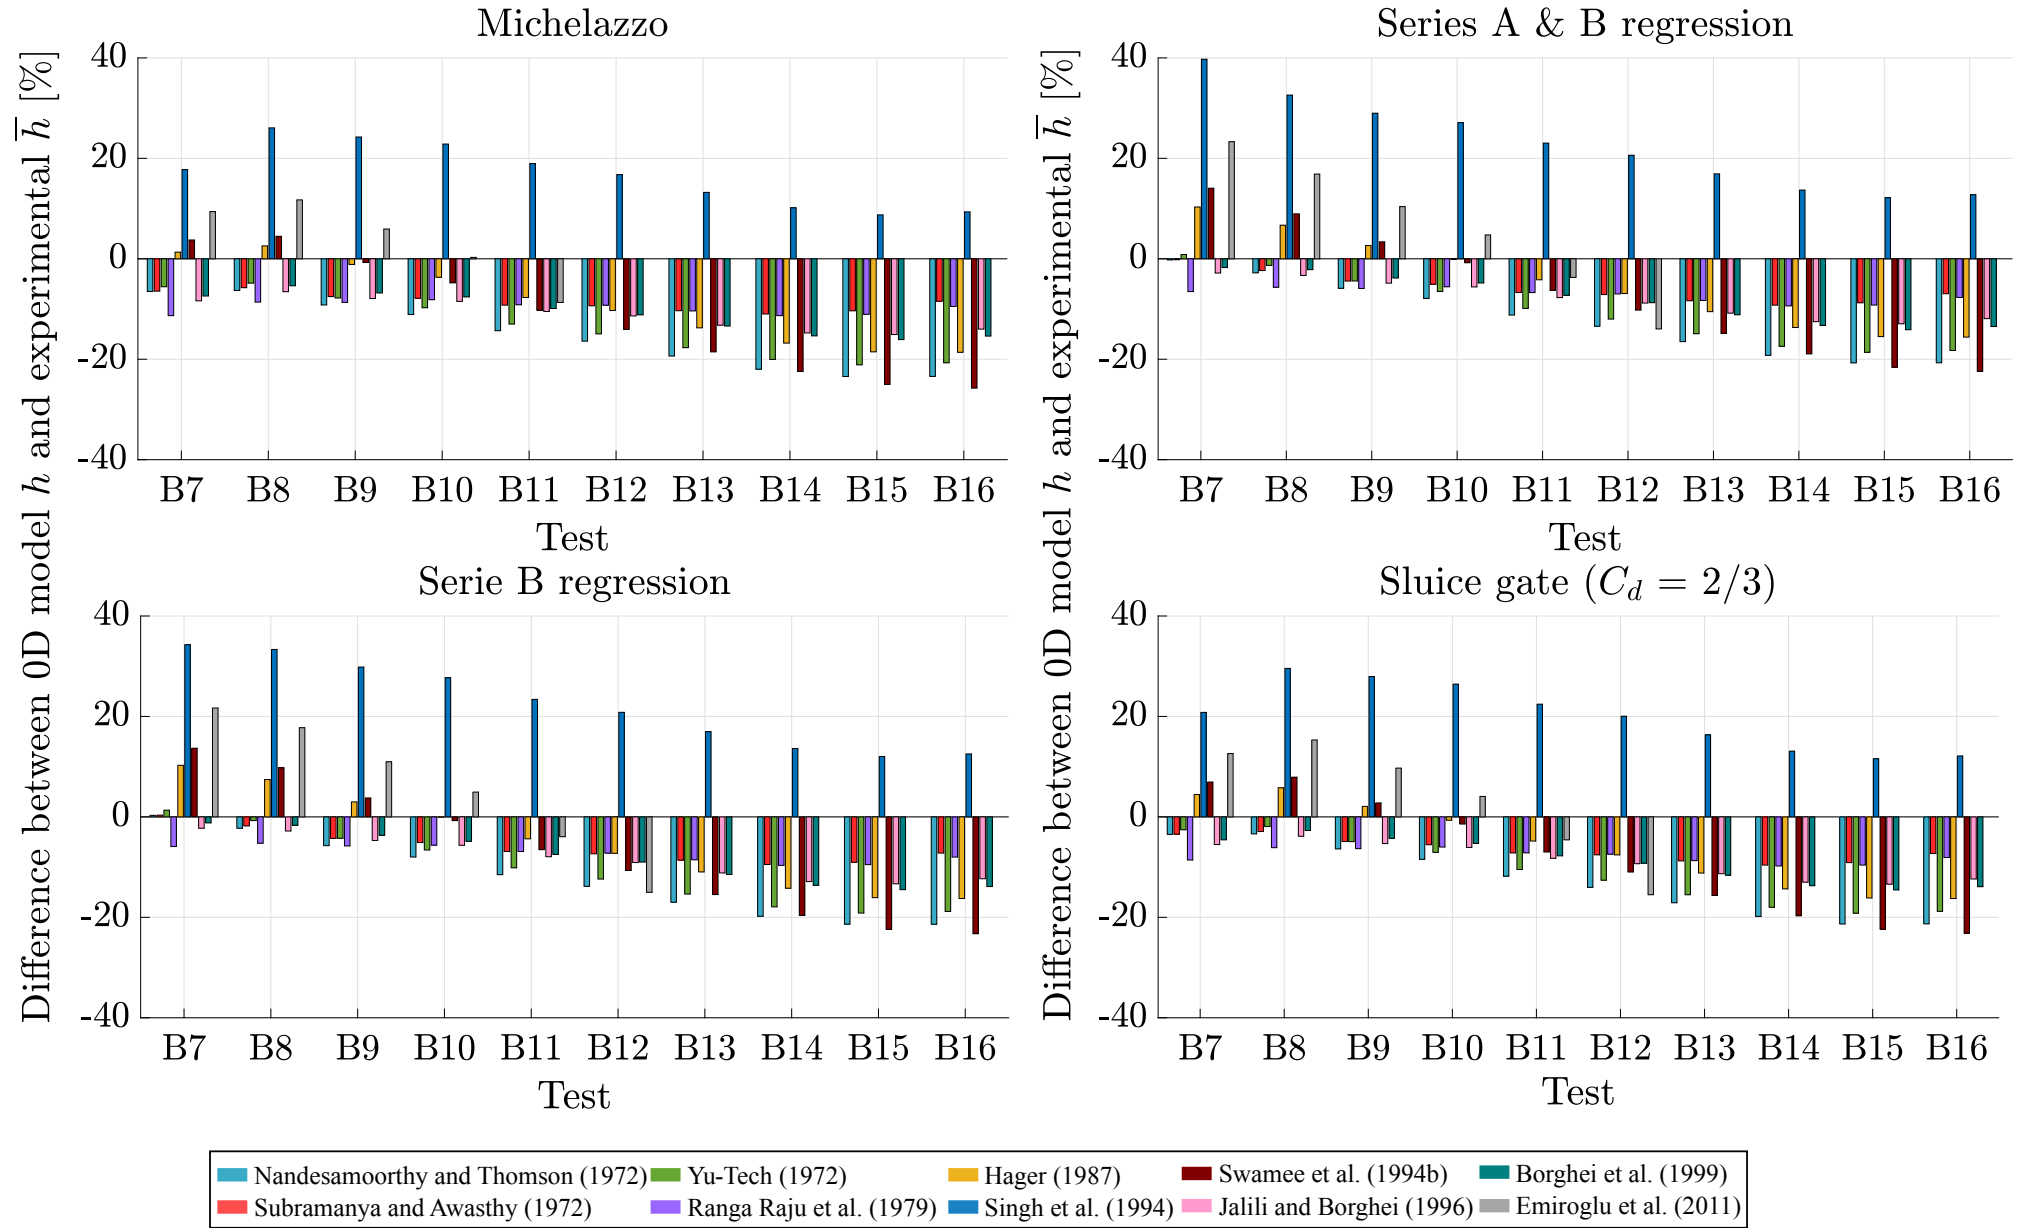 Michelazzo
Series A & B regression
40
20
0
-20
-40
B7 B8 B9 B10 B11 B12 B13 B14 B15 B16
Test
40
20
0
-20
-40
B7 B8 B9 B10 B11 B12 B13 B14 B15 B16
Test
Serie B regression
Sluice gate (C_d = 2/3)
40
20
0
-20
-40
B7 B8 B9 B10 B11 B12 B13 B14 B15 B16
Test
40
20
0
-20
-40
B7 B8 B9 B10 B11 B12 B13 B14 B15 B16
Test
Difference between 0D model h and experimental h̅ [%]
Difference between 0D model h and experimental h̅ [%]
Nandesamoorthy and Thomson (1972) Yu-Tech (1972) Hager (1987) Swamee et al. (1994b) Borghei et al. (1999)
Subramanya and Awasthy (1972) Ranga Raju et al. (1979) Singh et al. (1994) Jalili and Borghei (1996) Emiroglu et al. (2011)